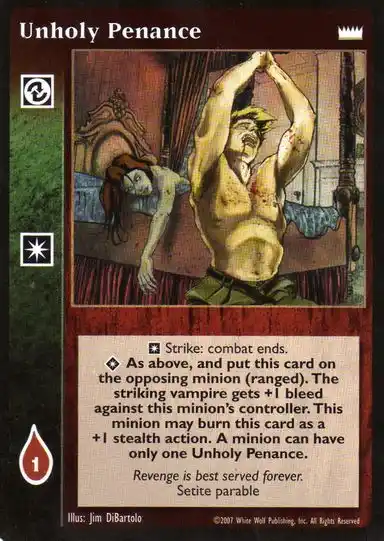 Unholy Penance
Strike: combat ends.
As above, and put this card on
the opposing minion (ranged). The
striking vampire gets +1 bleed
against this minion's controller. This
minion may burn this card as a
+1 stealth action. A minion can have
only one Unholy Penance.
Revenge is best served forever.
Setite parable
1
Illus: Jim DiBartolo
©2007 White Wolf Publishing, Inc. All Rights Reserved